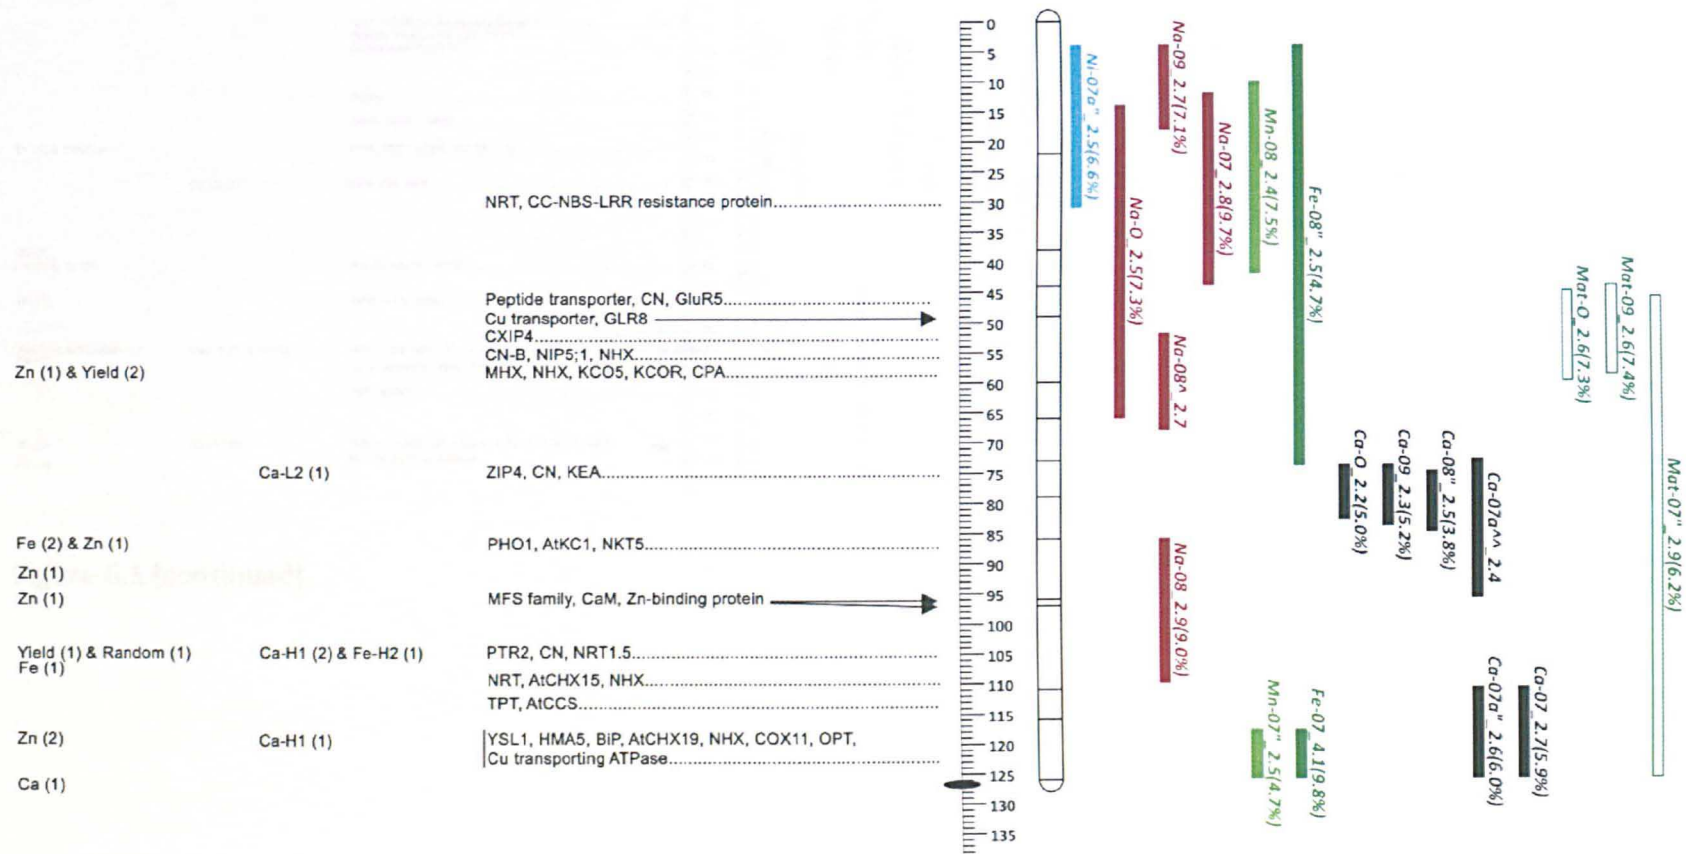 0
5
10
15
20
25
30
35
40
45
50
55
60
65
70
75
80
85
90
95
100
105
110
115
120
125
130
135
NRT, CC-NBS-LRR resistance protein
Peptide transporter, CN, GluR5
Cu transporter, GLR8
CXIP4
CN-B, NIP5;1, NHX
Zn (1) & Yield (2) MHX, NHX, KCO5, KCOR, CPA
Ca-L2 (1) ZIP4, CN, KEA
Fe (2) & Zn (1) PHO1, AtKC1, NKT5
Zn (1)
Zn (1) MFS family, CaM, Zn-binding protein
Yield (1) & Random (1) Ca-H1 (2) & Fe-H2 (1) PTR2, CN, NRT1.5
Fe (1)
NRT, AtCHX15, NHX
TPT, AtCCS
Zn (2) Ca-H1 (1) YSL1, HMA5, BiP, AtCHX19, NHX, COX11, OPT,
Cu transporting ATPase
Ca (1)
Ni-07a"_2.5(6.6%)
Na-O_2.5(7.3%)
Na-09_2.7(7.1%)
Na-08^_2.7
Na-08_2.9(9.0%)
Na-07_2.8(9.7%)
Mn-08_2.4(7.5%)
Mn-07"_2.5(4.7%)
Fe-08"_2.5(4.7%)
Fe-07_4.1(9.8%)
Ca-O_2.2(5.0%)
Ca-09_2.3(5.2%)
Ca-08"_2.5(3.8%)
Ca-07a^^_2.4
Ca-07a"_2.6(6.0%)
Ca-07_2.7(5.9%)
Mat-O_2.6(7.3%)
Mat-09_2.6(7.4%)
Mat-07"_2.9(6.2%)